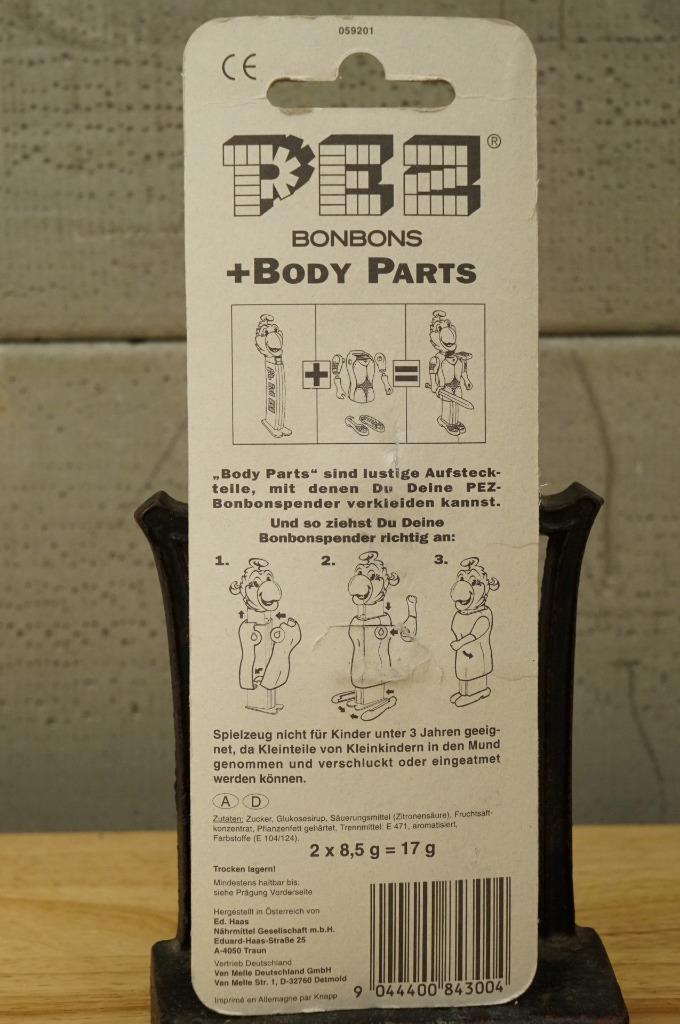 059201
CE
PEZ®
BONBONS
+BODY PARTS
PEZ
+
=
„Body Parts“ sind lustige Aufsteck-
teile, mit denen Du Deine PEZ-
Bonbonspender verkleiden kannst.
Und so ziehst Du Deine
Bonbonspender richtig an:
1. 2. 3.
Spielzeug nicht für Kinder unter 3 Jahren geeig-
net, da Kleinteile von Kleinkindern in den Mund
genommen und verschluckt oder eingeatmet
werden können.
A D
Zutaten: Zucker, Glukosesirup, Säuerungsmittel (Zitronensäure), Fruchtsaft-
konzentrat, Pflanzenfett gehärtet, Trennmittel: E 471, aromatisiert,
Farbstoffe (E 104/124).
2 x 8,5 g = 17 g
Trocken lagern!
Mindestens haltbar bis:
siehe Prägung Vorderseite
Hergestellt in Österreich von
Ed. Haas
Nährmittel Gesellschaft m.b.H.
Eduard-Haas-Straße 25
A-4050 Traun
Vertrieb Deutschland
Van Melle Deutschland GmbH
Van Melle Str. 1, D-32760 Detmold
Imprimé en Allemagne par Knapp
9 044400 843004